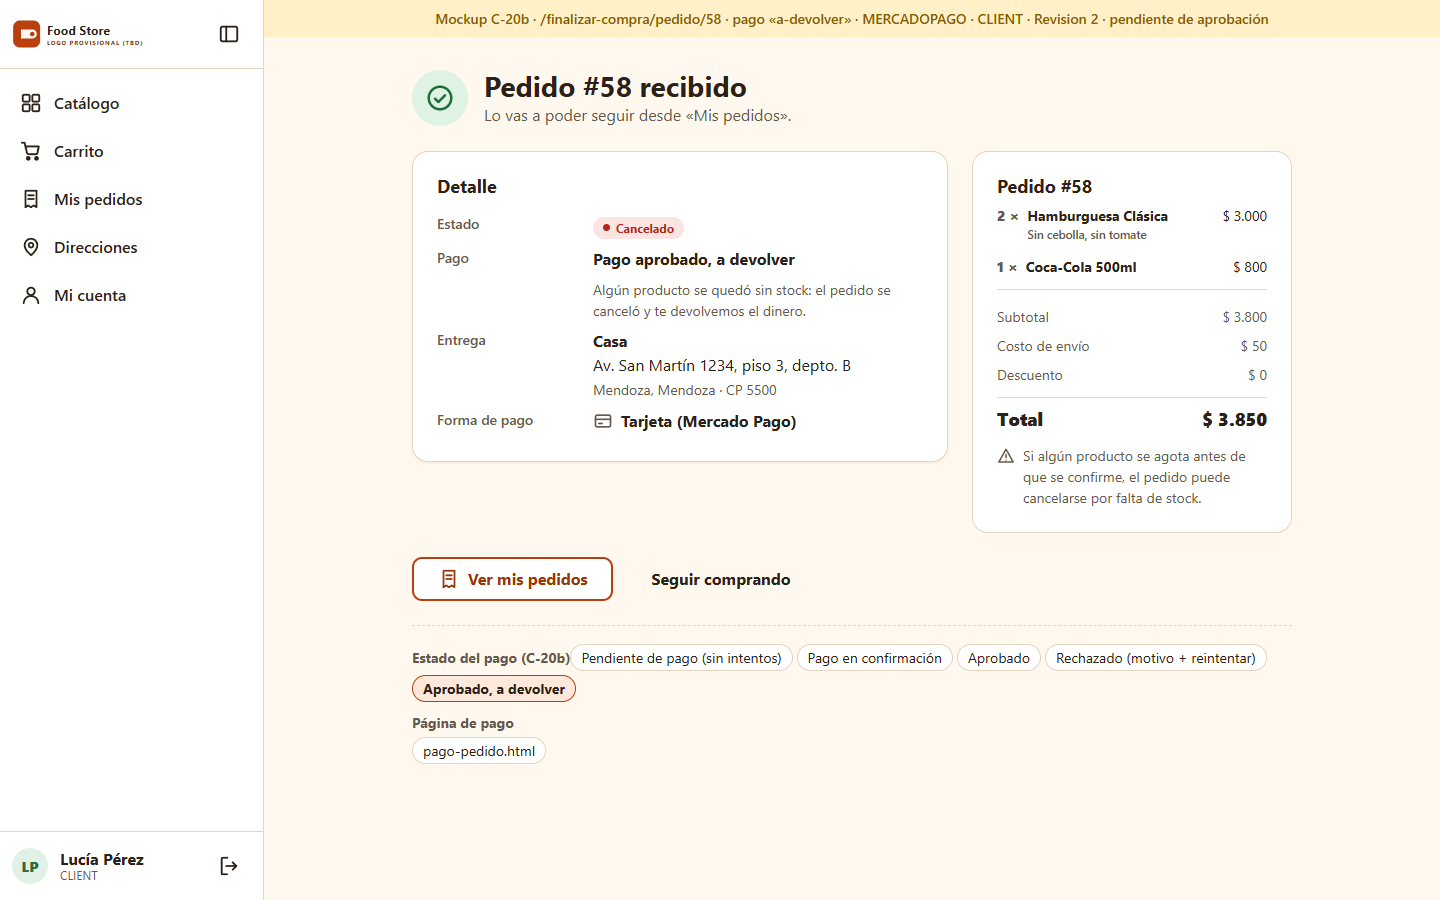 Food Store
LOGO PROVISIONAL (TBD)
Catálogo
Carrito
Mis pedidos
Direcciones
Mi cuenta
LP
Lucía Pérez
CLIENT
Mockup C-20b · /finalizar-compra/pedido/58 · pago «a-devolver» · MERCADOPAGO · CLIENT · Revision 2 · pendiente de aprobación
Pedido #58 recibido
Lo vas a poder seguir desde «Mis pedidos».
Detalle
Estado
Cancelado
Pago
Pago aprobado, a devolver
Algún producto se quedó sin stock: el pedido se
canceló y te devolvemos el dinero.
Entrega
Casa
Av. San Martín 1234, piso 3, depto. B
Mendoza, Mendoza · CP 5500
Forma de pago
Tarjeta (Mercado Pago)
Pedido #58
2 × Hamburguesa Clásica $ 3.000
Sin cebolla, sin tomate
1 × Coca-Cola 500ml $ 800
Subtotal $ 3.800
Costo de envío $ 50
Descuento $ 0
Total $ 3.850
Si algún producto se agota antes de
que se confirme, el pedido puede
cancelarse por falta de stock.
Ver mis pedidos
Seguir comprando
Estado del pago (C-20b) Pendiente de pago (sin intentos) Pago en confirmación Aprobado Rechazado (motivo + reintentar)
Aprobado, a devolver
Página de pago
pago-pedido.html